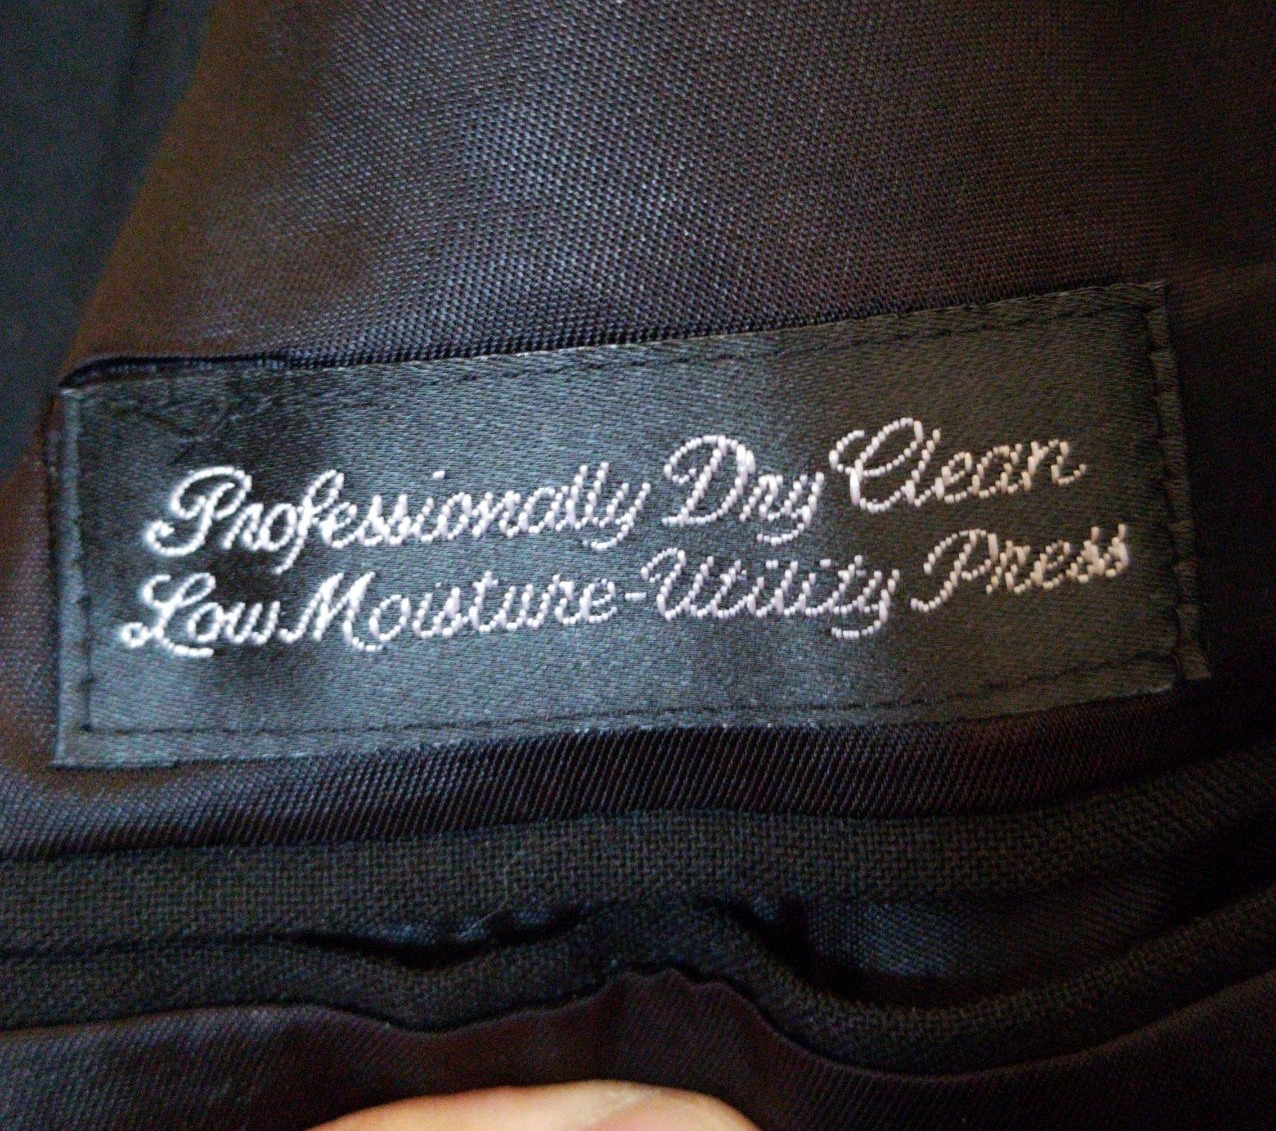 Professionally Dry Clean
Low Moisture-Utility Press